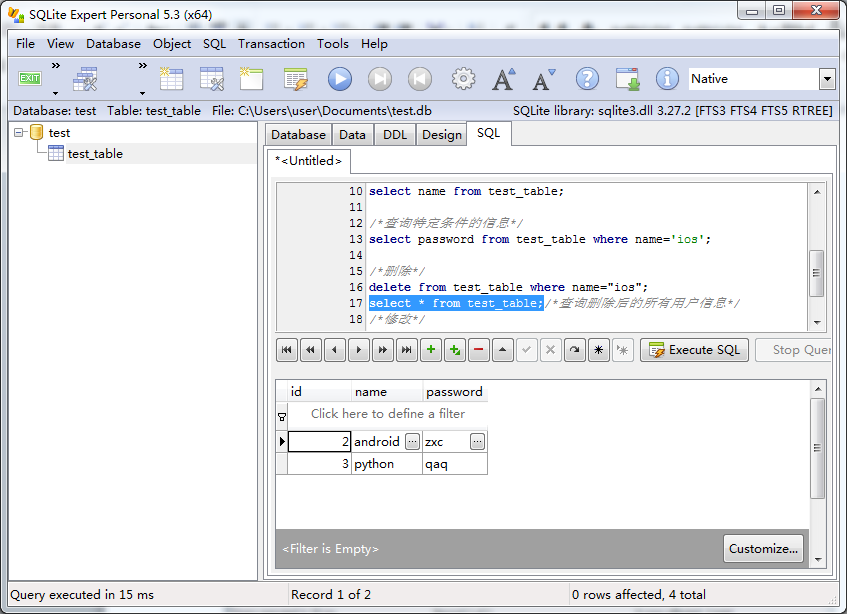 SQLite Expert Personal 5.3 (x64)
File View Database Object SQL Transaction Tools Help
EXIT » » A A ? i Native
Database: test Table: test_table File: C:\Users\user\Documents\test.db SQLite library: sqlite3.dll 3.27.2 [FTS3 FTS4 FTS5 RTREE]
test
test_table
Database Data DDL Design SQL
*<Untitled>
10 select name from test_table;
11
12 /*查询特定条件的信息*/
13 select password from test_table where name='ios';
14
15 /*删除*/
16 delete from test_table where name="ios";
17 select * from test_table;/*查询删除后的所有用户信息*/
18 /*修改*/
Execute SQL Stop Quer
id name password
Click here to define a filter
2 android ... zxc ...
3 python qaq
<Filter is Empty> Customize...
Query executed in 15 ms Record 1 of 2 0 rows affected, 4 total